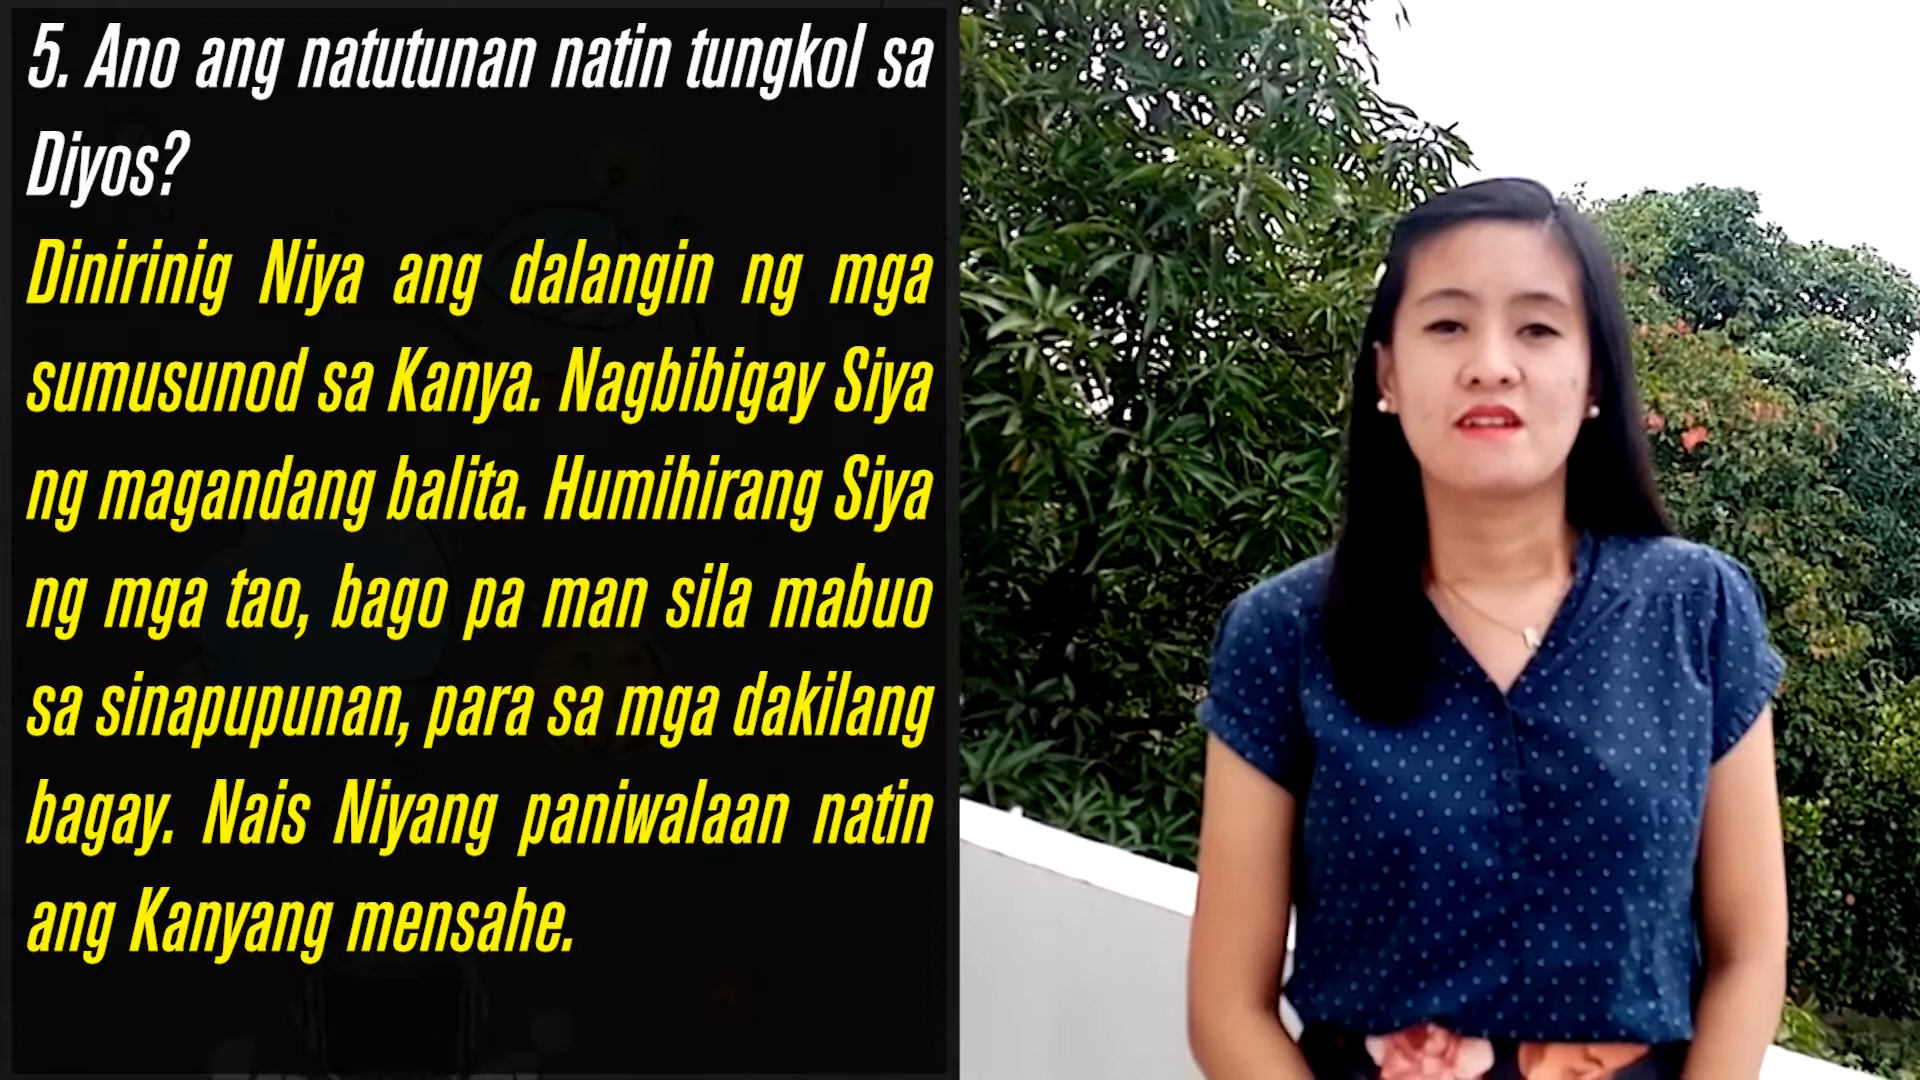 5. Ano ang natutunan natin tungkol sa
Diyos?
Dinirinig Niya ang dalangin ng mga
sumusunod sa Kanya. Nagbibigay Siya
ng magandang balita. Humihirang Siya
ng mga tao, bago pa man sila mabuo
sa sinapupunan, para sa mga dakilang
bagay. Nais Niyang paniwalaan natin
ang Kanyang mensahe.